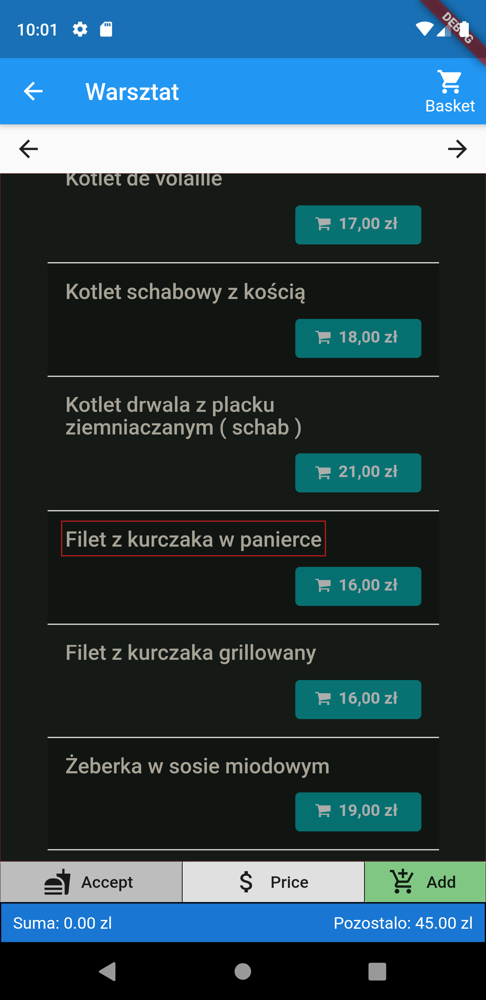 10:01
DEBUG
Warsztat
Basket
Kotlet de volaille
17,00 zł
Kotlet schabowy z kością
18,00 zł
Kotlet drwala z placku
ziemniaczanym ( schab )
21,00 zł
Filet z kurczaka w panierce
16,00 zł
Filet z kurczaka grillowany
16,00 zł
Żeberka w sosie miodowym
19,00 zł
Accept
$ Price
Add
Suma: 0.00 zl
Pozostalo: 45.00 zl